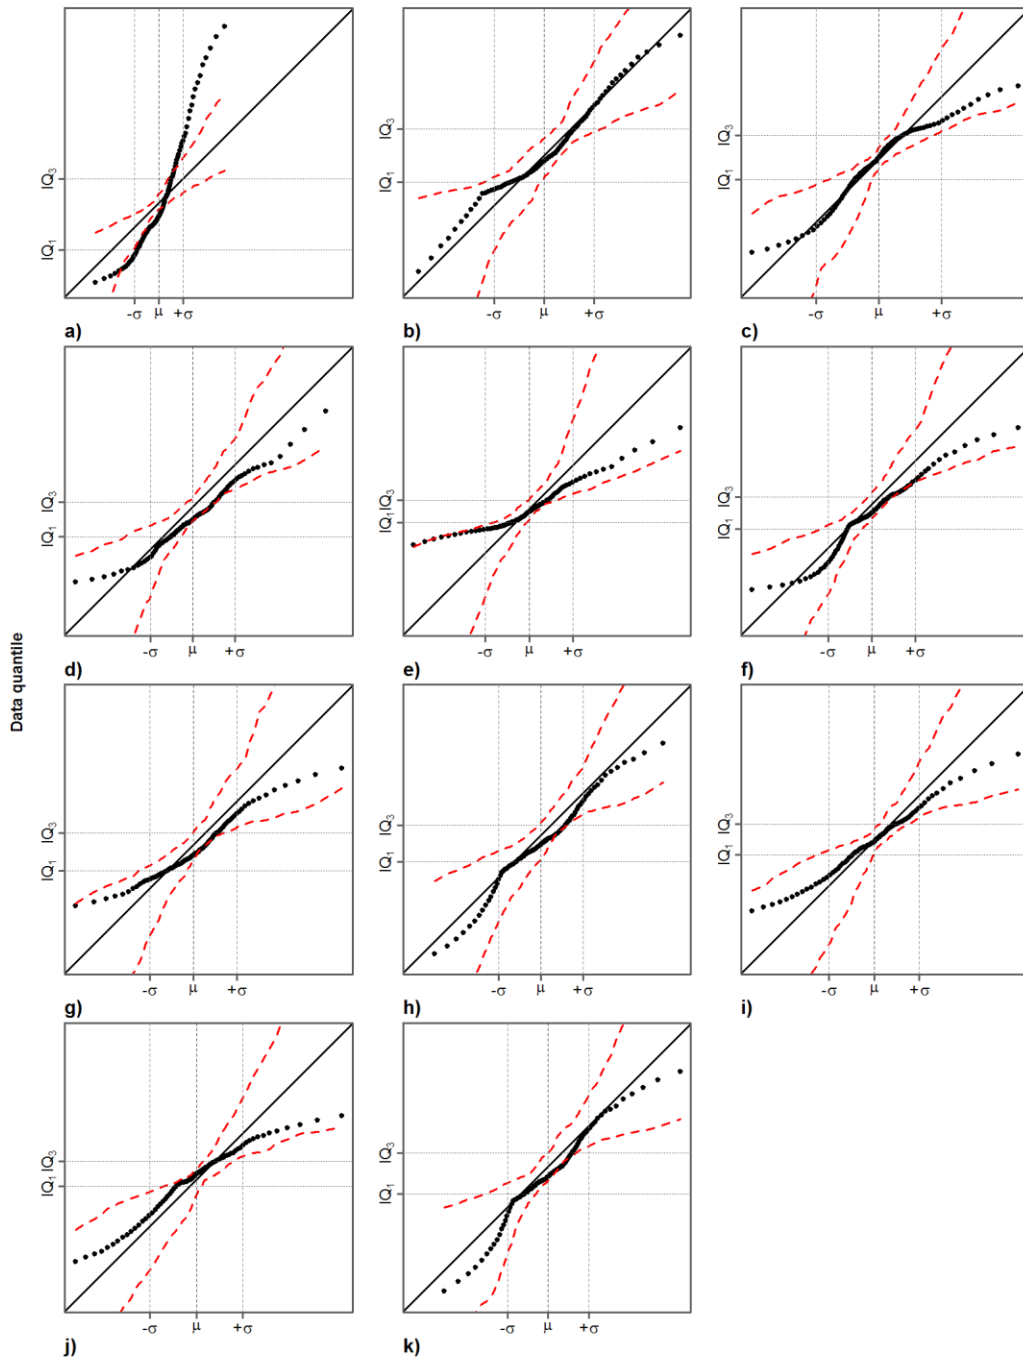 IQ3
IQ1
-σ
μ
+σ
a)
IQ3
IQ1
-σ
μ
+σ
b)
IQ3
IQ1
-σ
μ
+σ
c)
IQ3
IQ1
-σ
μ
+σ
d)
IQ3
IQ1
-σ
μ
+σ
e)
IQ3
IQ1
-σ
μ
+σ
f)
Data quantile
IQ3
IQ1
-σ
μ
+σ
g)
IQ3
IQ1
-σ
μ
+σ
h)
IQ3
IQ1
-σ
μ
+σ
i)
IQ3
IQ1
-σ
μ
+σ
j)
IQ3
IQ1
-σ
μ
+σ
k)